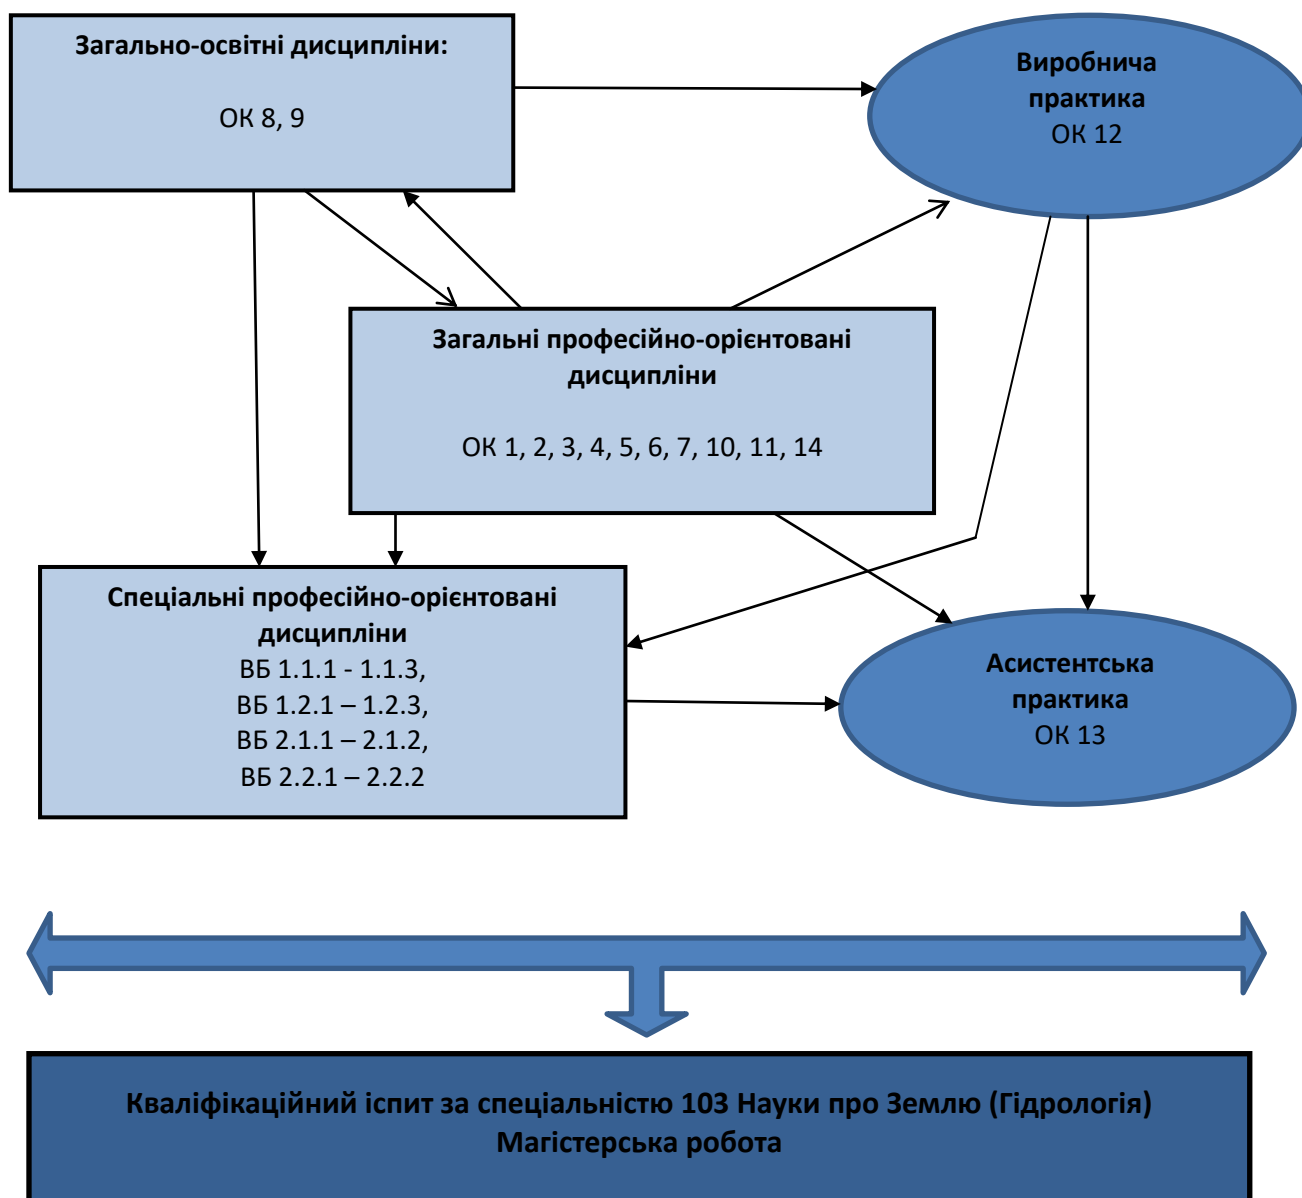 Загально-освітні дисципліни:
ОК 8, 9
Виробнича
практика
ОК 12
Загальні професійно-орієнтовані
дисципліни
ОК 1, 2, 3, 4, 5, 6, 7, 10, 11, 14
Спеціальні професійно-орієнтовані
дисципліни
ВБ 1.1.1 - 1.1.3,
ВБ 1.2.1 – 1.2.3,
ВБ 2.1.1 – 2.1.2,
ВБ 2.2.1 – 2.2.2
Асистентська
практика
ОК 13
Кваліфікаційний іспит за спеціальністю 103 Науки про Землю (Гідрологія)
Магістерська робота